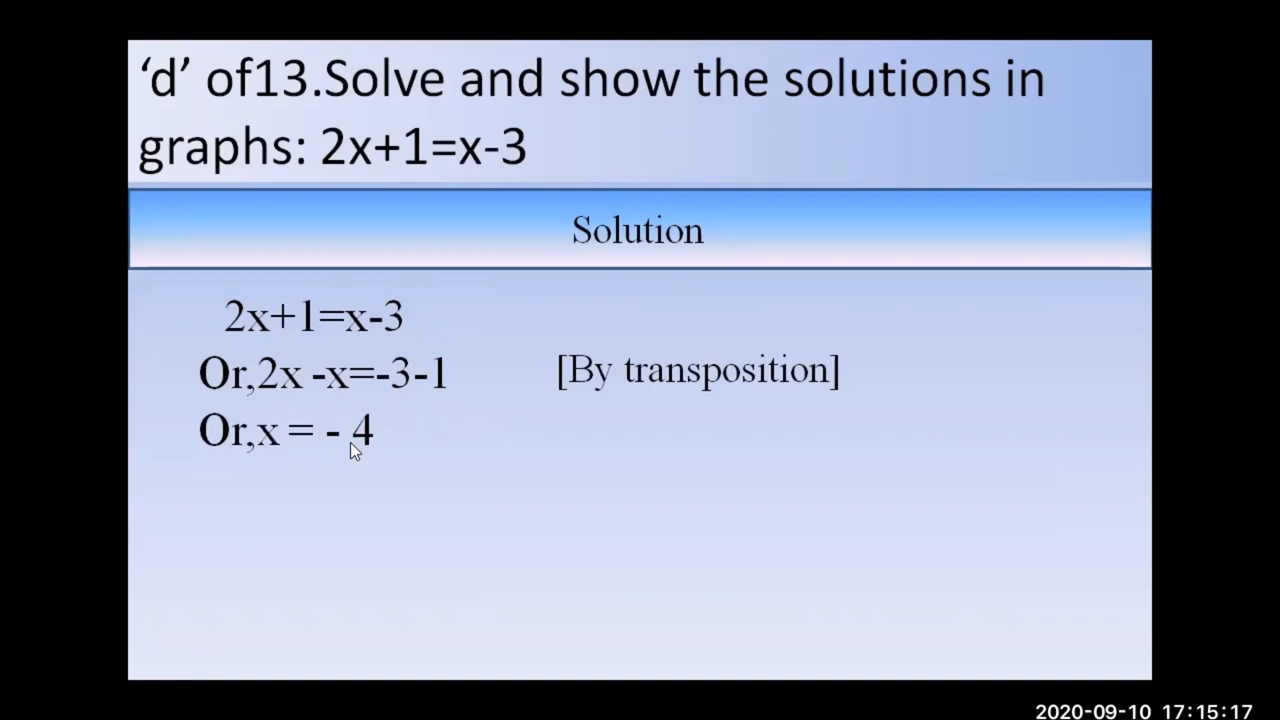 ‘d’ of13.Solve and show the solutions in
graphs: 2x+1=x-3
Solution
2x+1=x-3
Or,2x -x=-3-1 [By transposition]
Or,x = - 4
2020-09-10 17:15:17